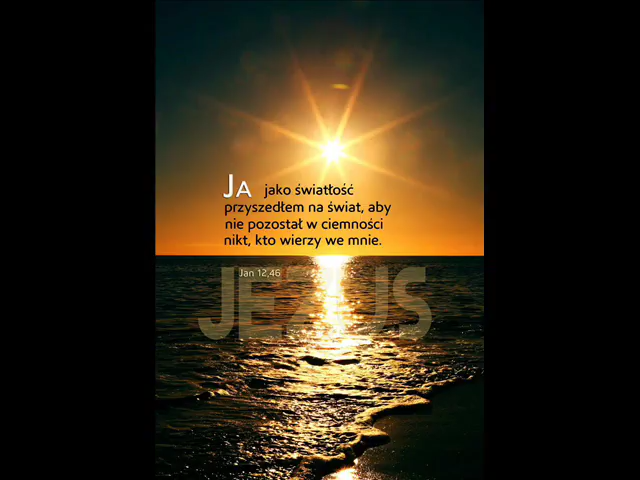 JA jako światłość
przyszedłem na świat, aby
nie pozostał w ciemności
nikt, kto wierzy we mnie.
Jan 12,46
JEZUS